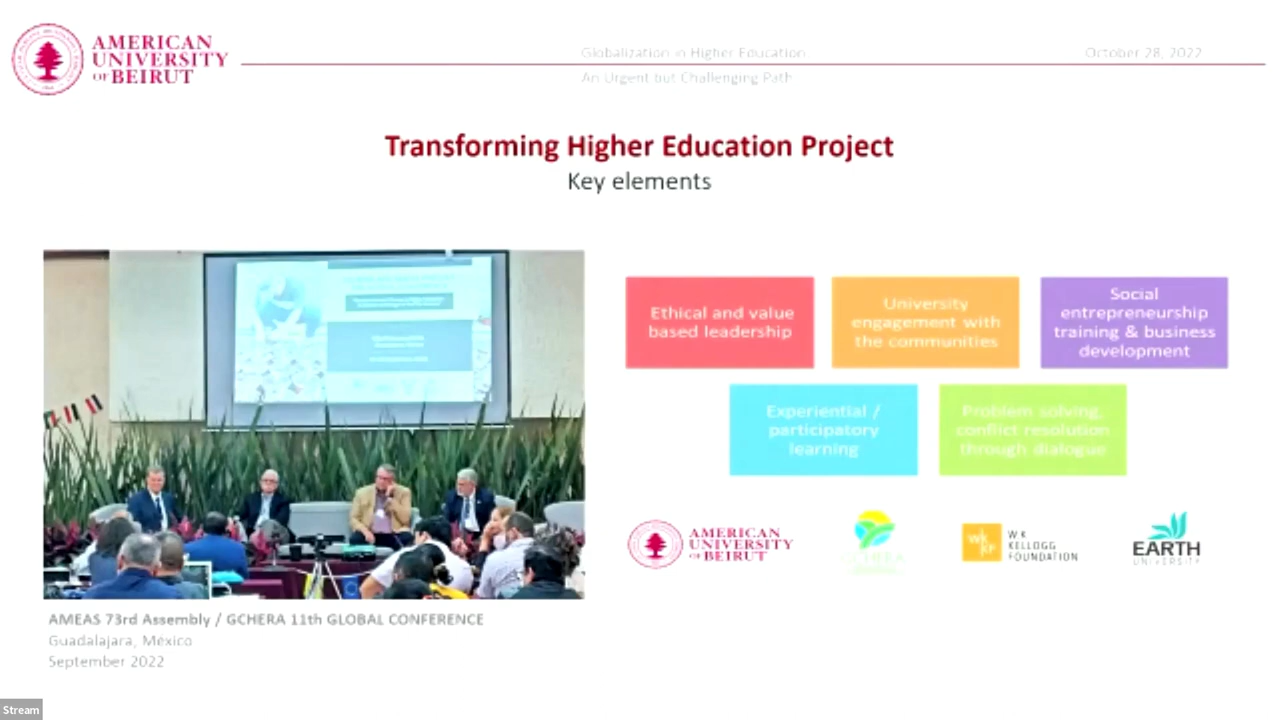 AMERICAN
UNIVERSITY
OF BEIRUT
Globalization in Higher Education
October 28, 2022
An Urgent but Challenging Path
Transforming Higher Education Project
Key elements
Ethical and value
based leadership
University
engagement with
the communities
Social
entrepreneurship
training & business
development
Experiential /
participatory
learning
Problem solving,
conflict resolution
through dialogue
AMERICAN
UNIVERSITY
OF BEIRUT
GCHERA
WK
KF
W K
KELLOGG
FOUNDATION
EARTH
UNIVERSITY
AMEAS 73rd Assembly / GCHERA 11th GLOBAL CONFERENCE
Guadalajara, México
September 2022
Stream